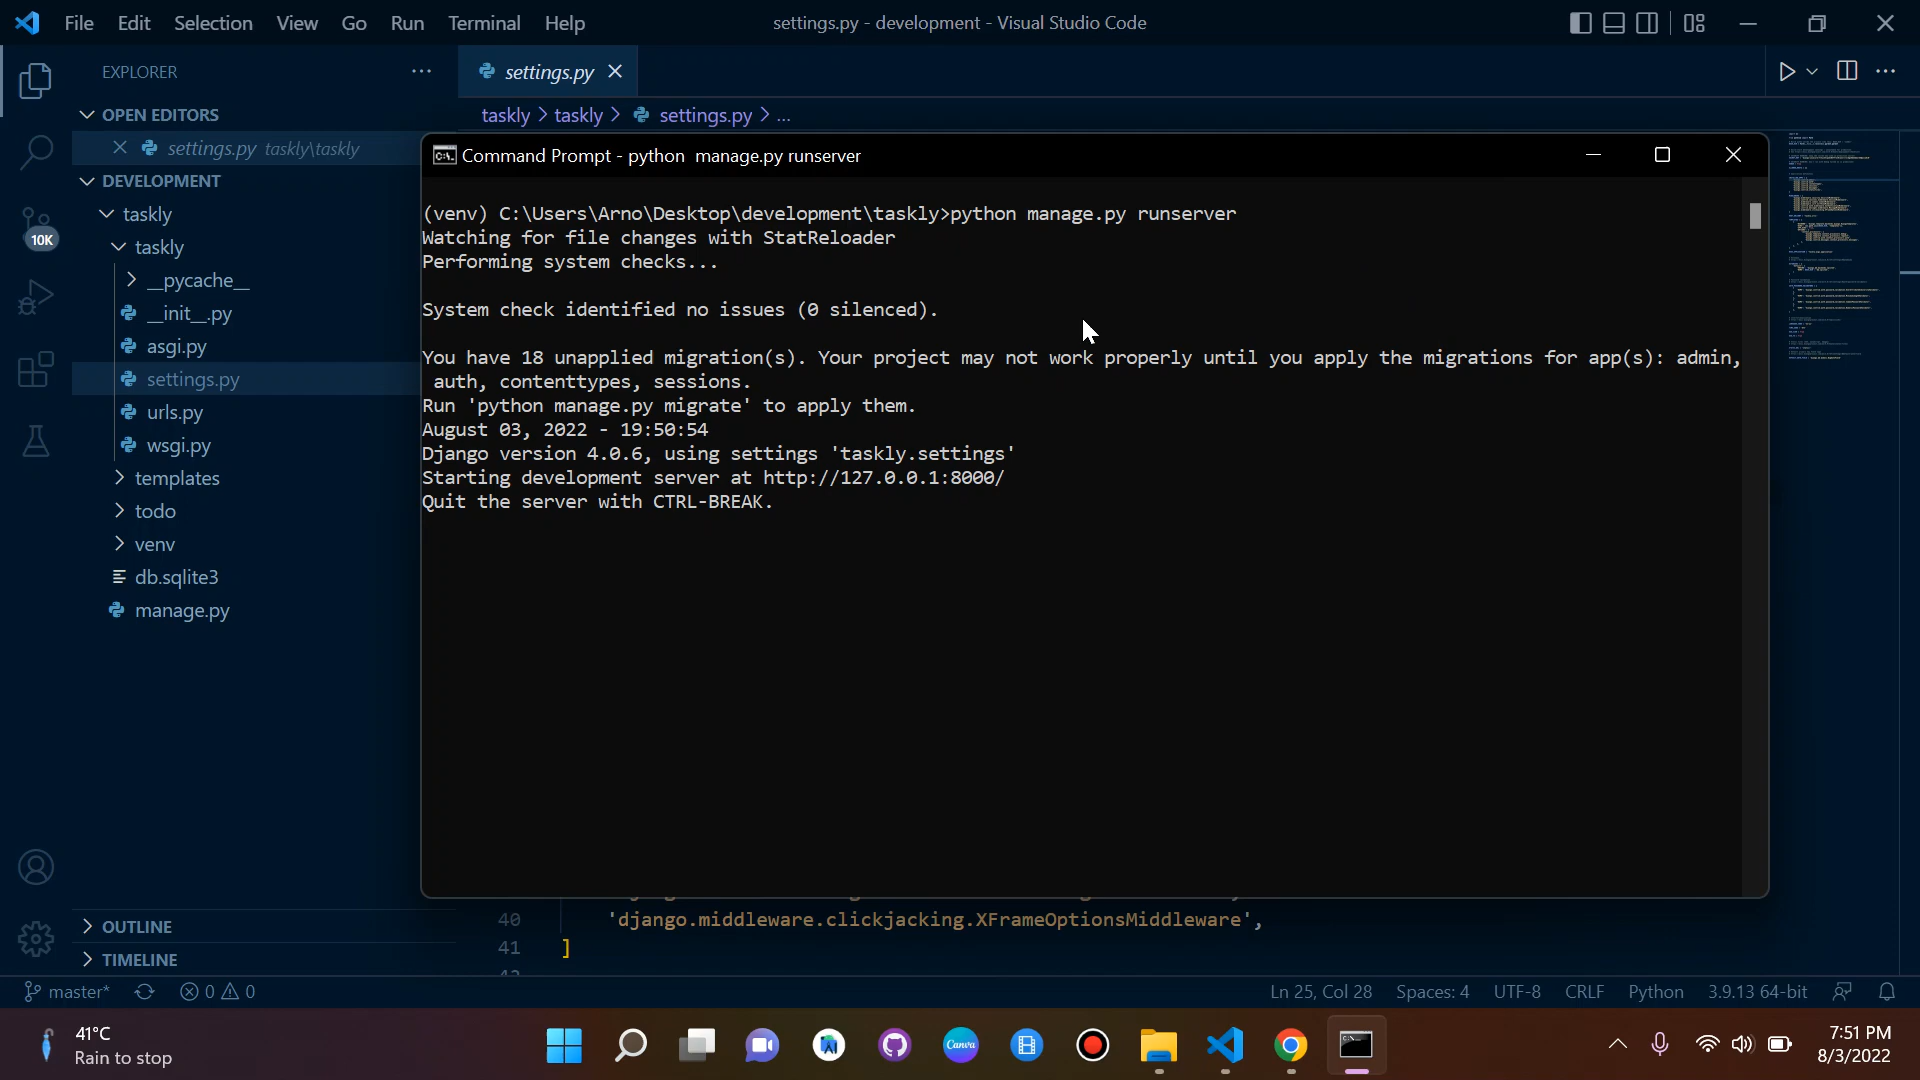 File Edit Selection View Go Run Terminal Help
settings.py - development - Visual Studio Code
EXPLORER
settings.py
OPEN EDITORS
taskly > taskly > settings.py > ...
settings.py taskly\taskly
DEVELOPMENT
taskly
taskly
__pycache__
__init__.py
asgi.py
settings.py
urls.py
wsgi.py
templates
todo
venv
db.sqlite3
manage.py
10K
OUTLINE
TIMELINE
Command Prompt - python  manage.py runserver
(venv) C:\Users\Arno\Desktop\development\taskly>python manage.py runserver
Watching for file changes with StatReloader
Performing system checks...
System check identified no issues (0 silenced).
You have 18 unapplied migration(s). Your project may not work properly until you apply the migrations for app(s): admin,
auth, contenttypes, sessions.
Run 'python manage.py migrate' to apply them.
August 03, 2022 - 19:50:54
Django version 4.0.6, using settings 'taskly.settings'
Starting development server at http://127.0.0.1:8000/
Quit the server with CTRL-BREAK.
40 'django.middleware.clickjacking.XFrameOptionsMiddleware',
41 ]
master* 0 0
Ln 25, Col 28 Spaces: 4 UTF-8 CRLF Python 3.9.13 64-bit
41°C
Rain to stop
Canva
7:51 PM
8/3/2022